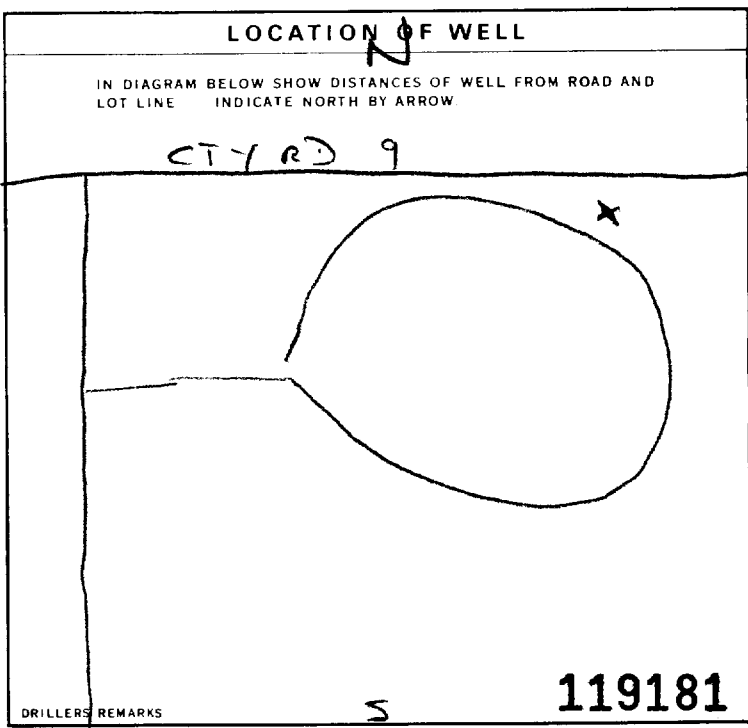 LOCATION OF WELL
N
IN DIAGRAM BELOW SHOW DISTANCES OF WELL FROM ROAD AND
LOT LINE INDICATE NORTH BY ARROW.
CTY RD 9
X
S
119181
DRILLERS REMARKS